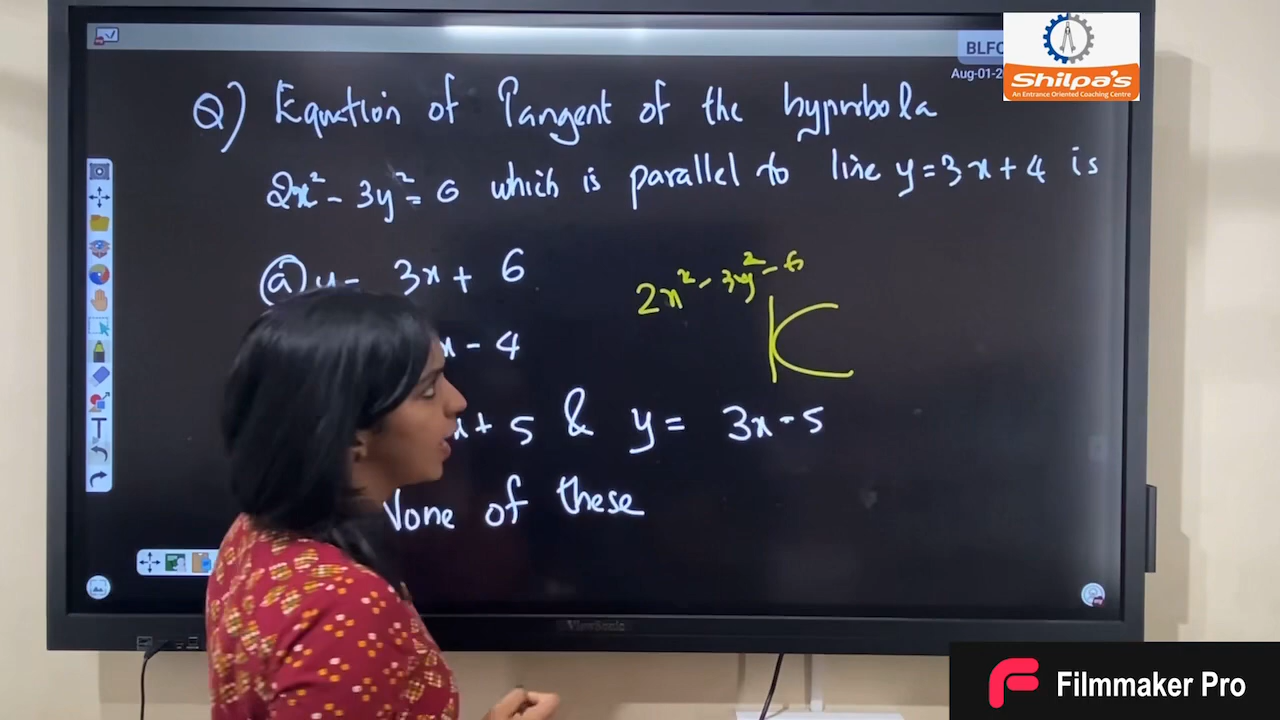 BLFC
Aug-01-2
Shilpa's
An Entrance Oriented Coaching Centre
Q) Equation of Tangent of the hyperbola
2x² - 3y² = 6 which is parallel to line y = 3x + 4 is
a) y = 3x + 6
x - 4
x + 5 & y = 3x - 5
None of these
2x² - 3y² = 6
ViewSonic
Filmmaker Pro